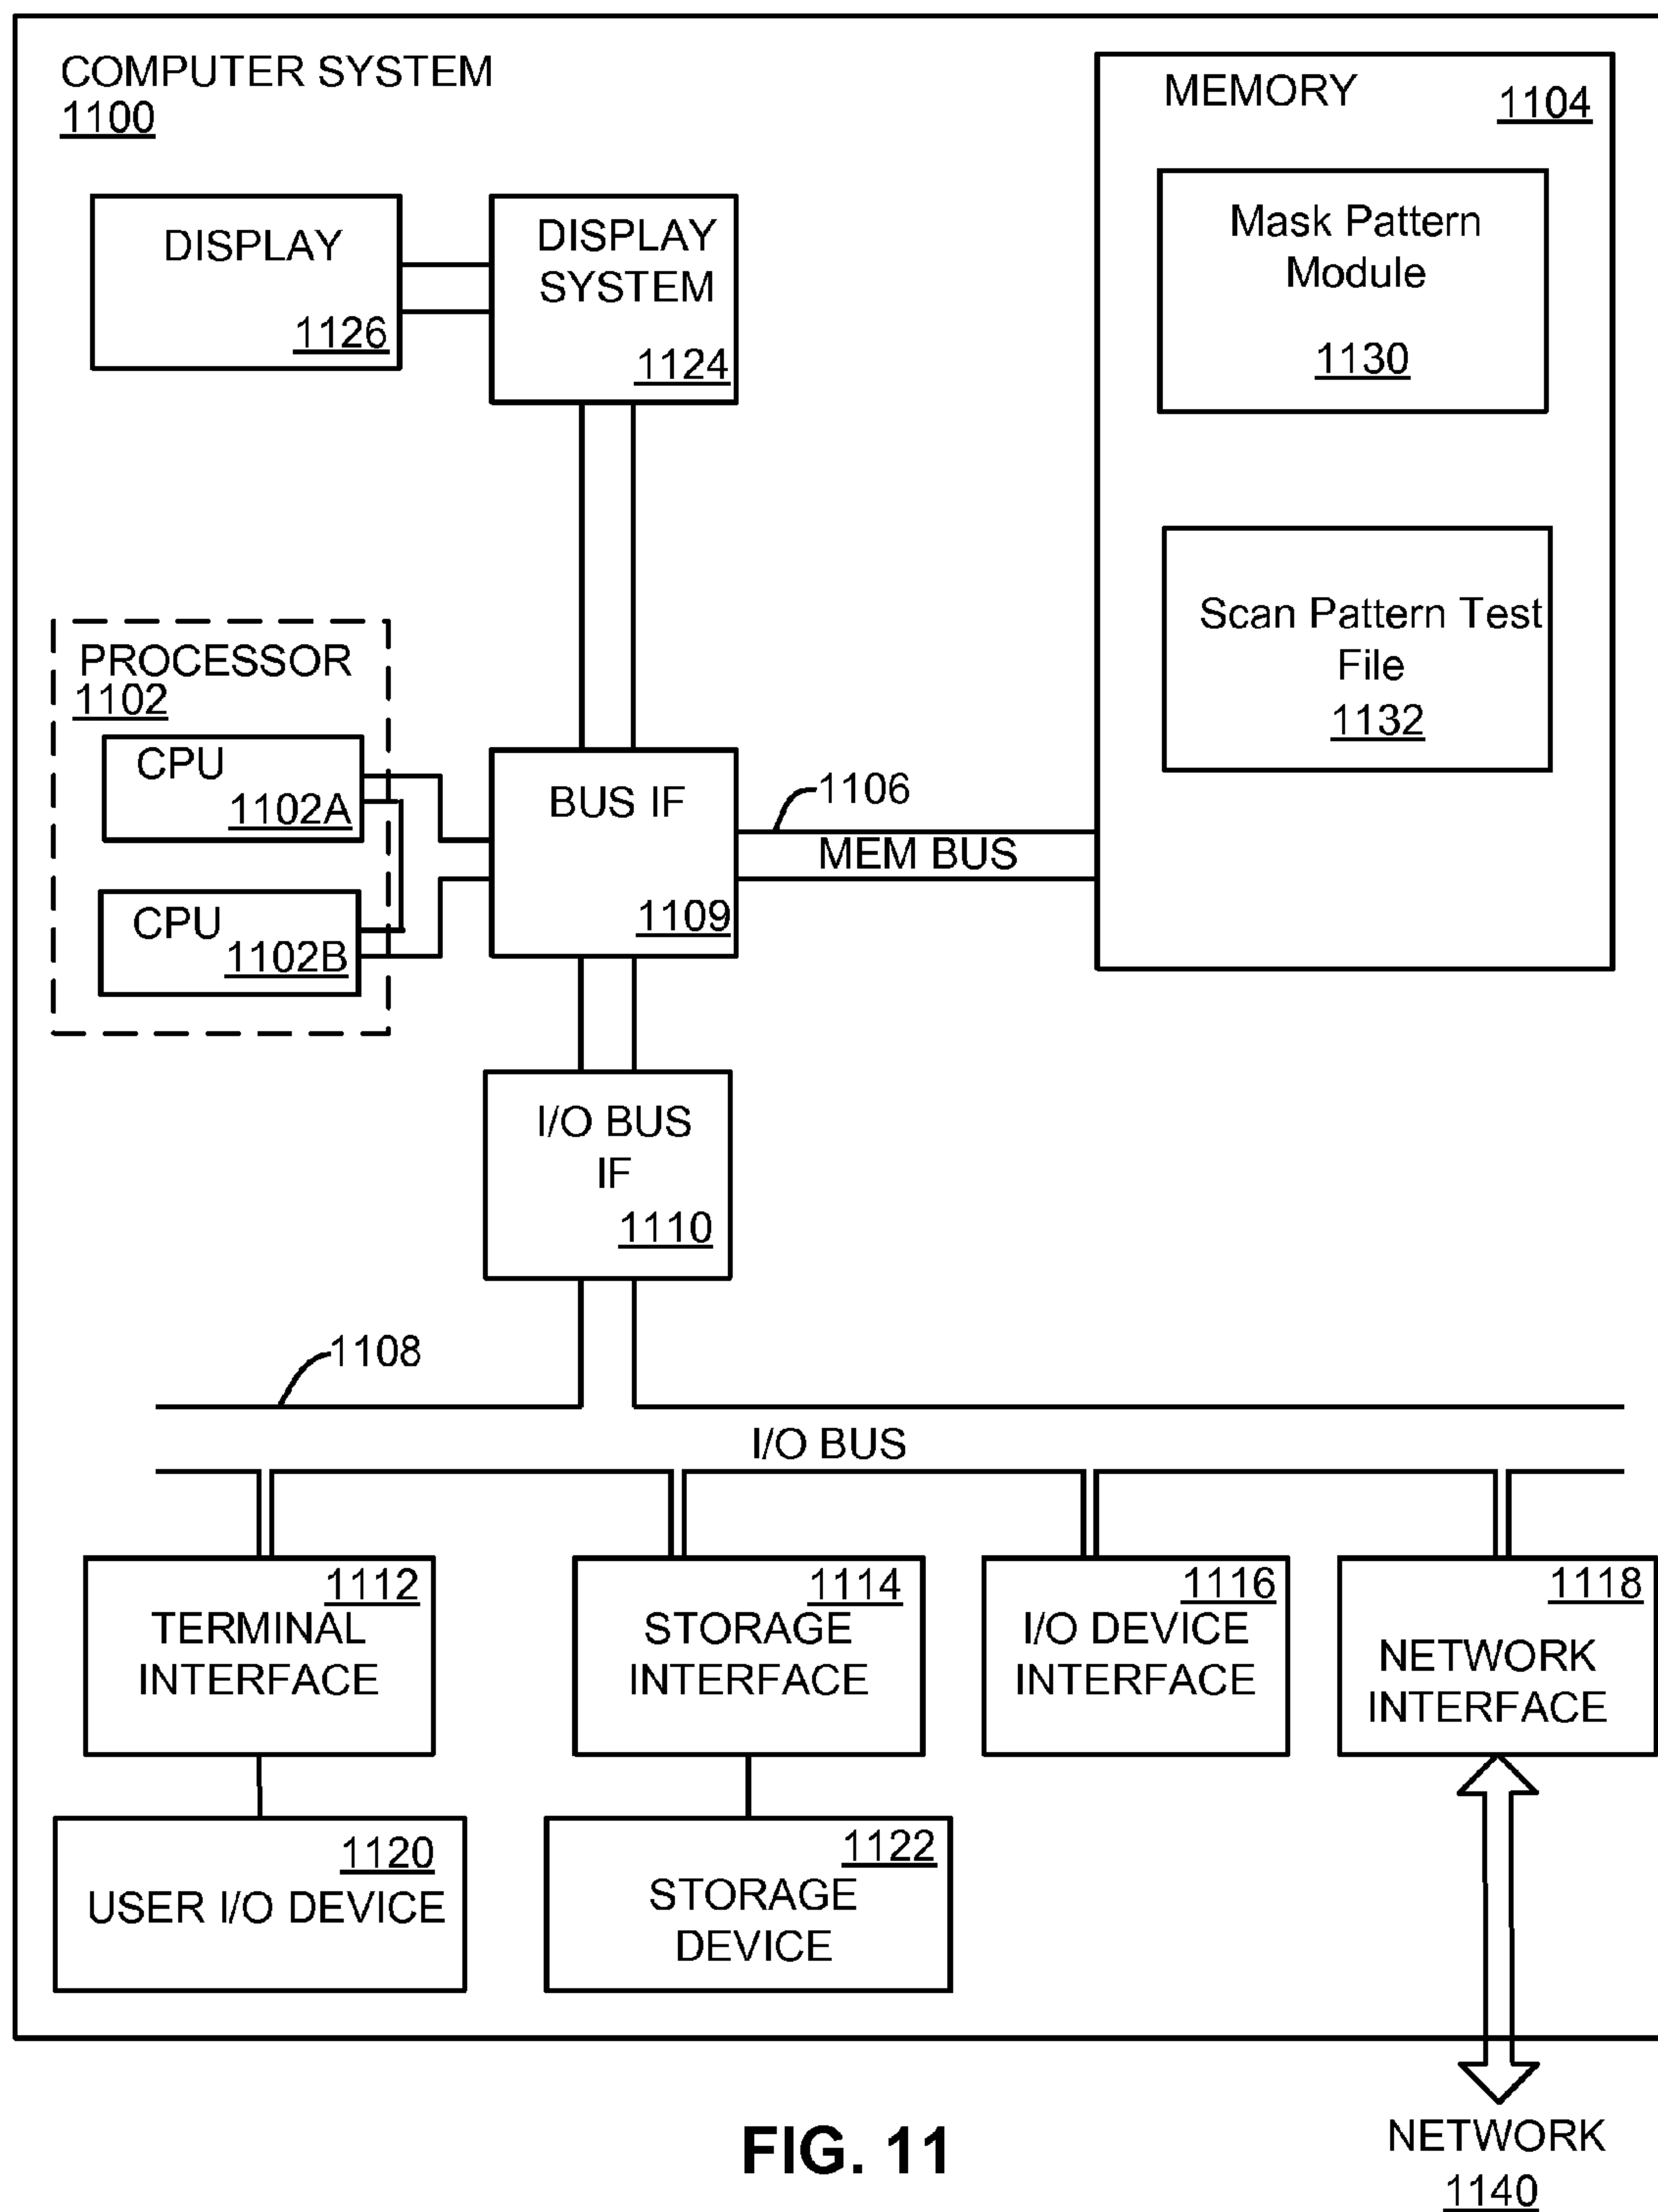 COMPUTER SYSTEM
1100
MEMORY
1104
Mask Pattern
Module
1130
DISPLAY
1126
DISPLAY
SYSTEM
1124
Scan Pattern Test
File
1132
PROCESSOR
1102
CPU
1102A
CPU
1102B
BUS IF
1109
1106
MEM BUS
I/O BUS
IF
1110
1108
I/O BUS
1112
TERMINAL
INTERFACE
1114
STORAGE
INTERFACE
1116
I/O DEVICE
INTERFACE
1118
NETWORK
INTERFACE
1120
USER I/O DEVICE
1122
STORAGE
DEVICE
FIG. 11
NETWORK
1140